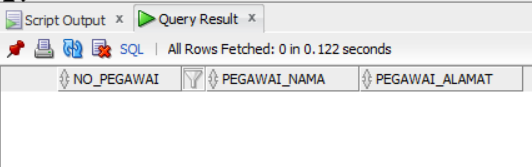 Script Output x Query Result x
SQL | All Rows Fetched: 0 in 0.122 seconds
NO_PEGAWAI PEGAWAI_NAMA PEGAWAI_ALAMAT